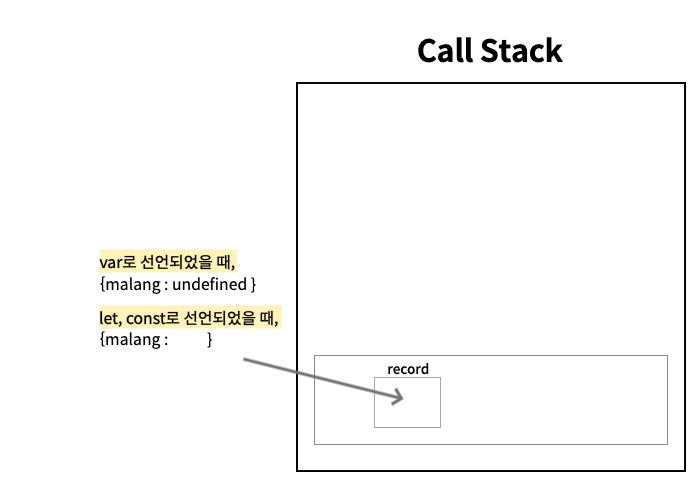 Call Stack
var로 선언되었을 때,
{malang : undefined }
let, const로 선언되었을 때,
{malang :         }
record